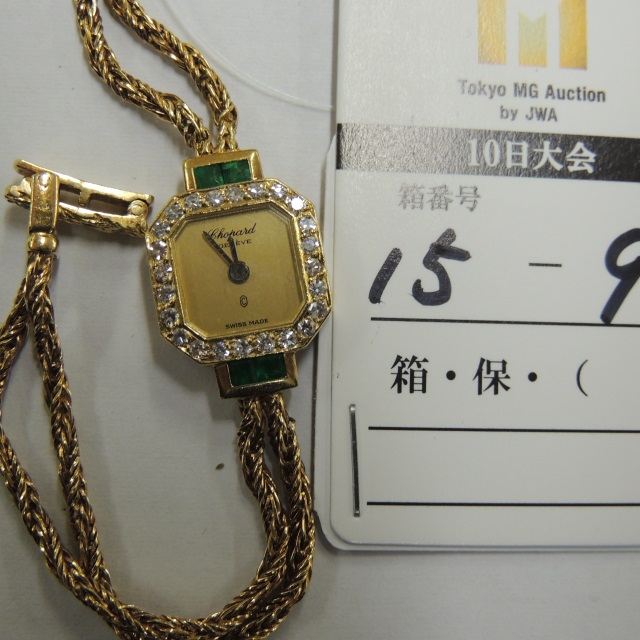 Chopard
GENEVE
SWISS MADE
Tokyo MG Auction
by JWA
10日大会
箱番号
15-9
箱・保・(